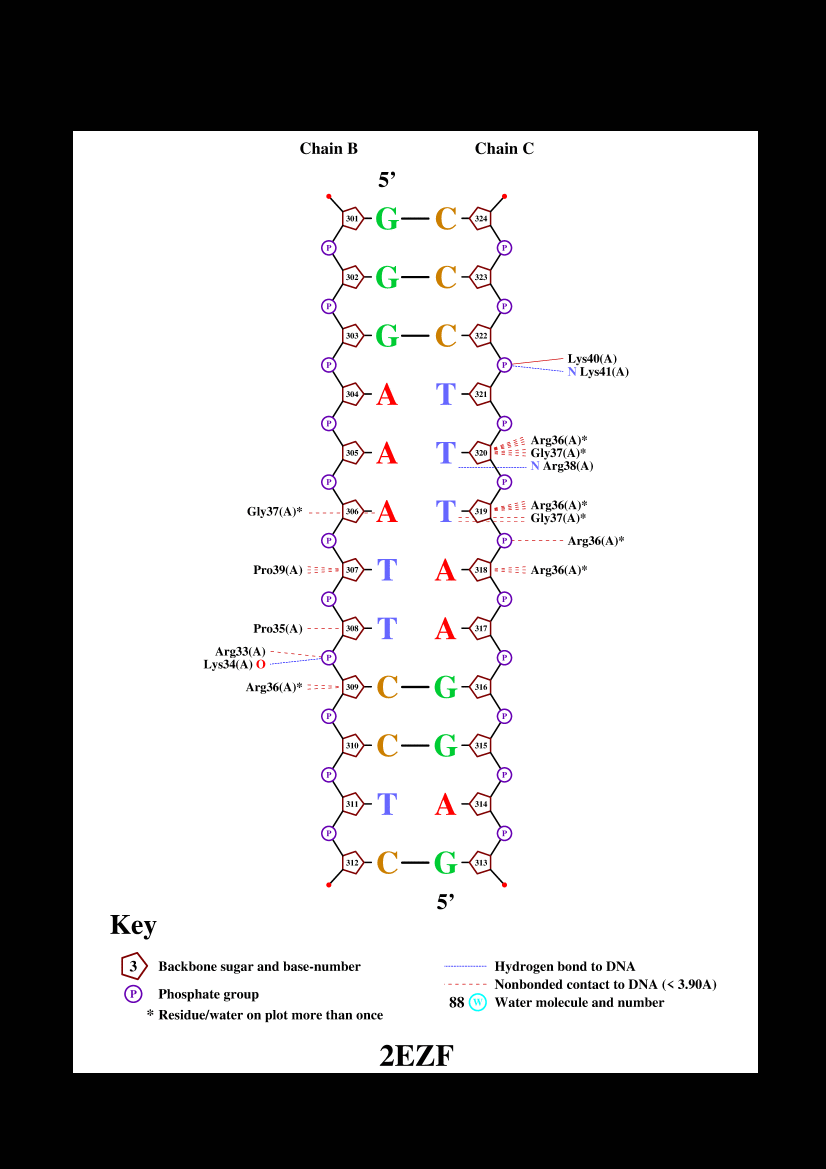 Chain B Chain C
5’
301 G C 324
P P
302 G C 323
P P
303 G C 322
P P Lys40(A)
N Lys41(A)
304 A T 321
P P
Arg36(A)*
305 A T 320 Gly37(A)*
N Arg38(A)
P P
Arg36(A)*
Gly37(A)* 306 A T 319
Gly37(A)*
P P Arg36(A)*
Pro39(A) 307 T A 318 Arg36(A)*
P P
Pro35(A) 308 T A 317
Arg33(A)
P P
Lys34(A) O
Arg36(A)* 309 C G 316
P P
310 C G 315
P P
311 T A 314
P P
312 C G 313
5’
Key
3 Backbone sugar and base-number
P Phosphate group
* Residue/water on plot more than once
Hydrogen bond to DNA
Nonbonded contact to DNA (< 3.90A)
88 W Water molecule and number
2EZF